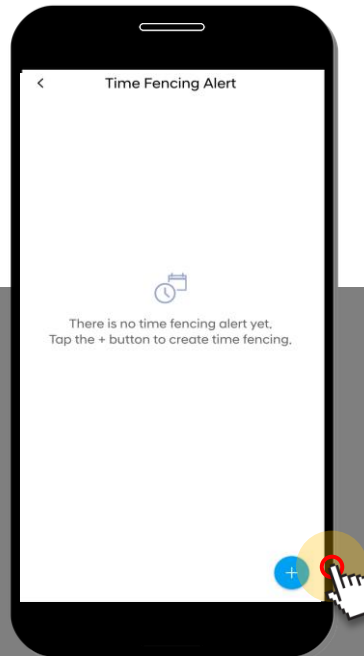 Time Fencing Alert
There is no time fencing alert yet.
Tap the + button to create time fencing.
+